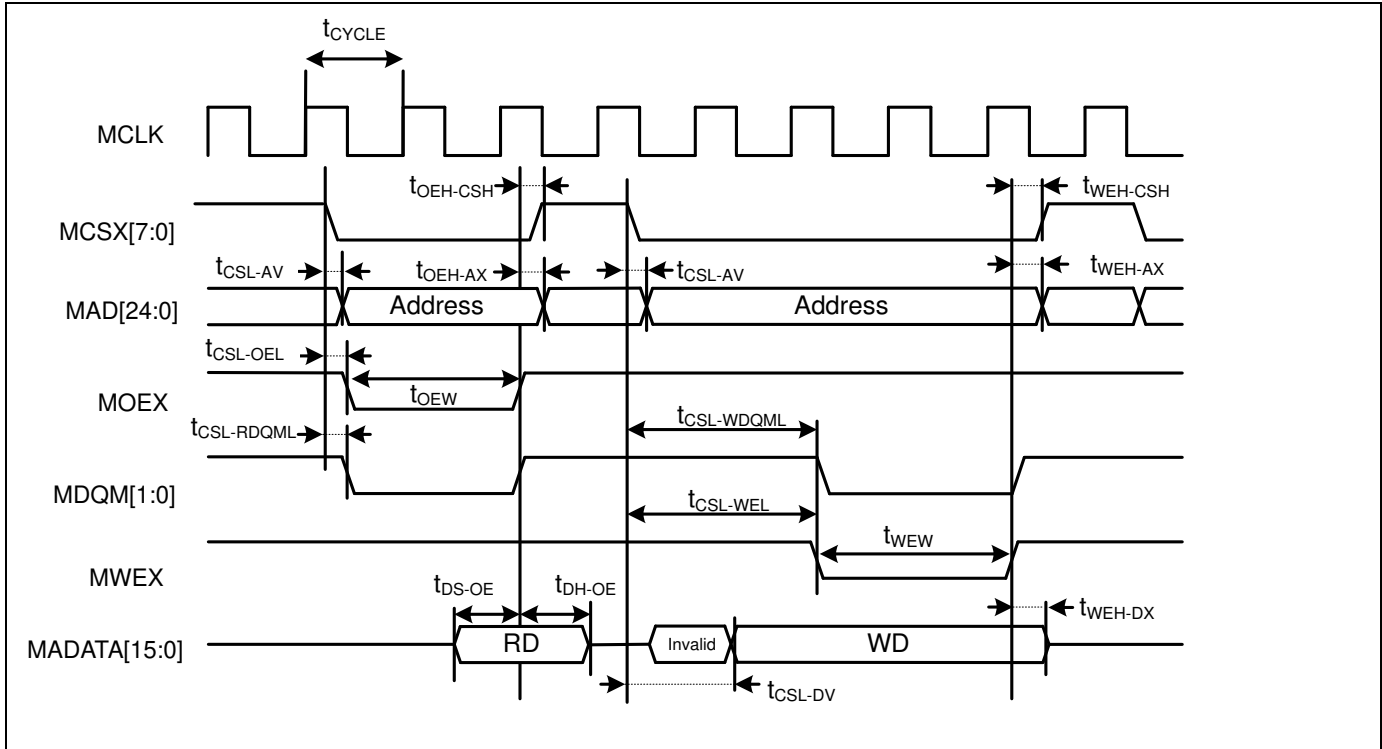 tCYCLE
MCLK
tOEH-CSH
tWEH-CSH
MCSX[7:0]
tCSL-AV
tOEH-AX
tCSL-AV
tWEH-AX
MAD[24:0]
Address
Address
tCSL-OEL
MOEX
tOEW
tCSL-RDQML
tCSL-WDQML
MDQM[1:0]
tCSL-WEL
tWEW
MWEX
tDS-OE
tDH-OE
tWEH-DX
MADATA[15:0]
RD
Invalid
WD
tCSL-DV